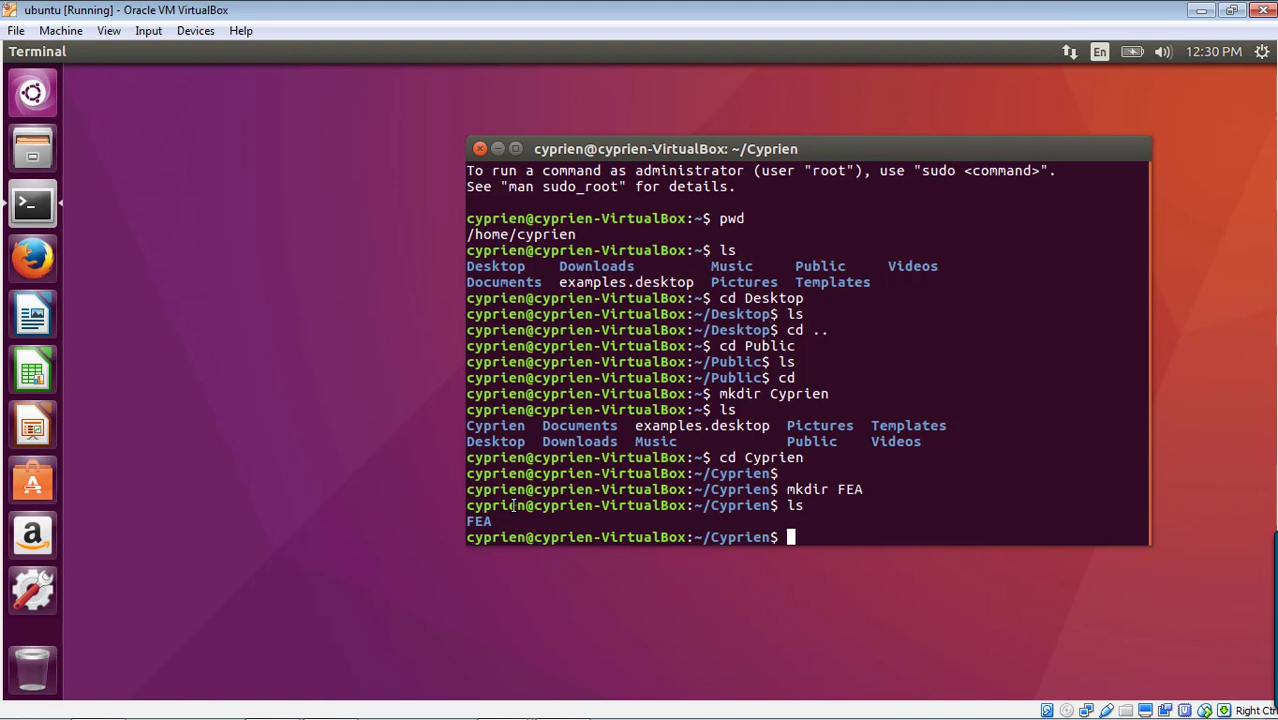 ubuntu [Running] - Oracle VM VirtualBox
File Machine View Input Devices Help
Terminal En 12:30 PM
cyprien@cyprien-VirtualBox: ~/Cyprien
To run a command as administrator (user "root"), use "sudo <command>".
See "man sudo_root" for details.
cyprien@cyprien-VirtualBox:~$ pwd
/home/cyprien
cyprien@cyprien-VirtualBox:~$ ls
Desktop Downloads Music Public Videos
Documents examples.desktop Pictures Templates
cyprien@cyprien-VirtualBox:~$ cd Desktop
cyprien@cyprien-VirtualBox:~/Desktop$ ls
cyprien@cyprien-VirtualBox:~/Desktop$ cd ..
cyprien@cyprien-VirtualBox:~$ cd Public
cyprien@cyprien-VirtualBox:~/Public$ ls
cyprien@cyprien-VirtualBox:~/Public$ cd
cyprien@cyprien-VirtualBox:~$ mkdir Cyprien
cyprien@cyprien-VirtualBox:~$ ls
Cyprien Documents examples.desktop Pictures Templates
Desktop Downloads Music Public Videos
cyprien@cyprien-VirtualBox:~$ cd Cyprien
cyprien@cyprien-VirtualBox:~/Cyprien$
cyprien@cyprien-VirtualBox:~/Cyprien$ mkdir FEA
cyprien@cyprien-VirtualBox:~/Cyprien$ ls
FEA
cyprien@cyprien-VirtualBox:~/Cyprien$
Right Ctrl